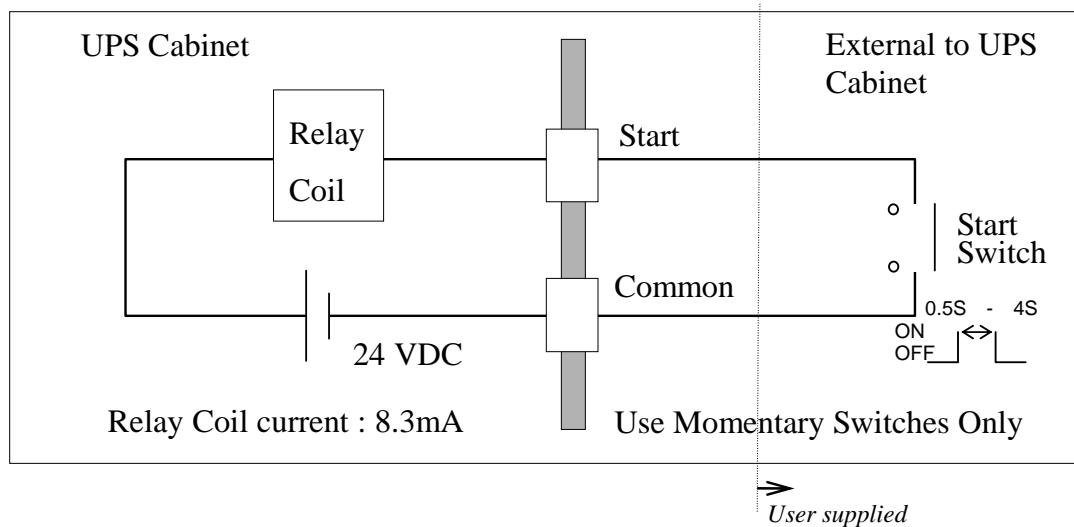 UPS Cabinet
External to UPS
Cabinet
Relay
Coil
Start
Start
Switch
Common
24 VDC
0.5S - 4S
ON
OFF
Relay Coil current : 8.3mA
Use Momentary Switches Only
User supplied